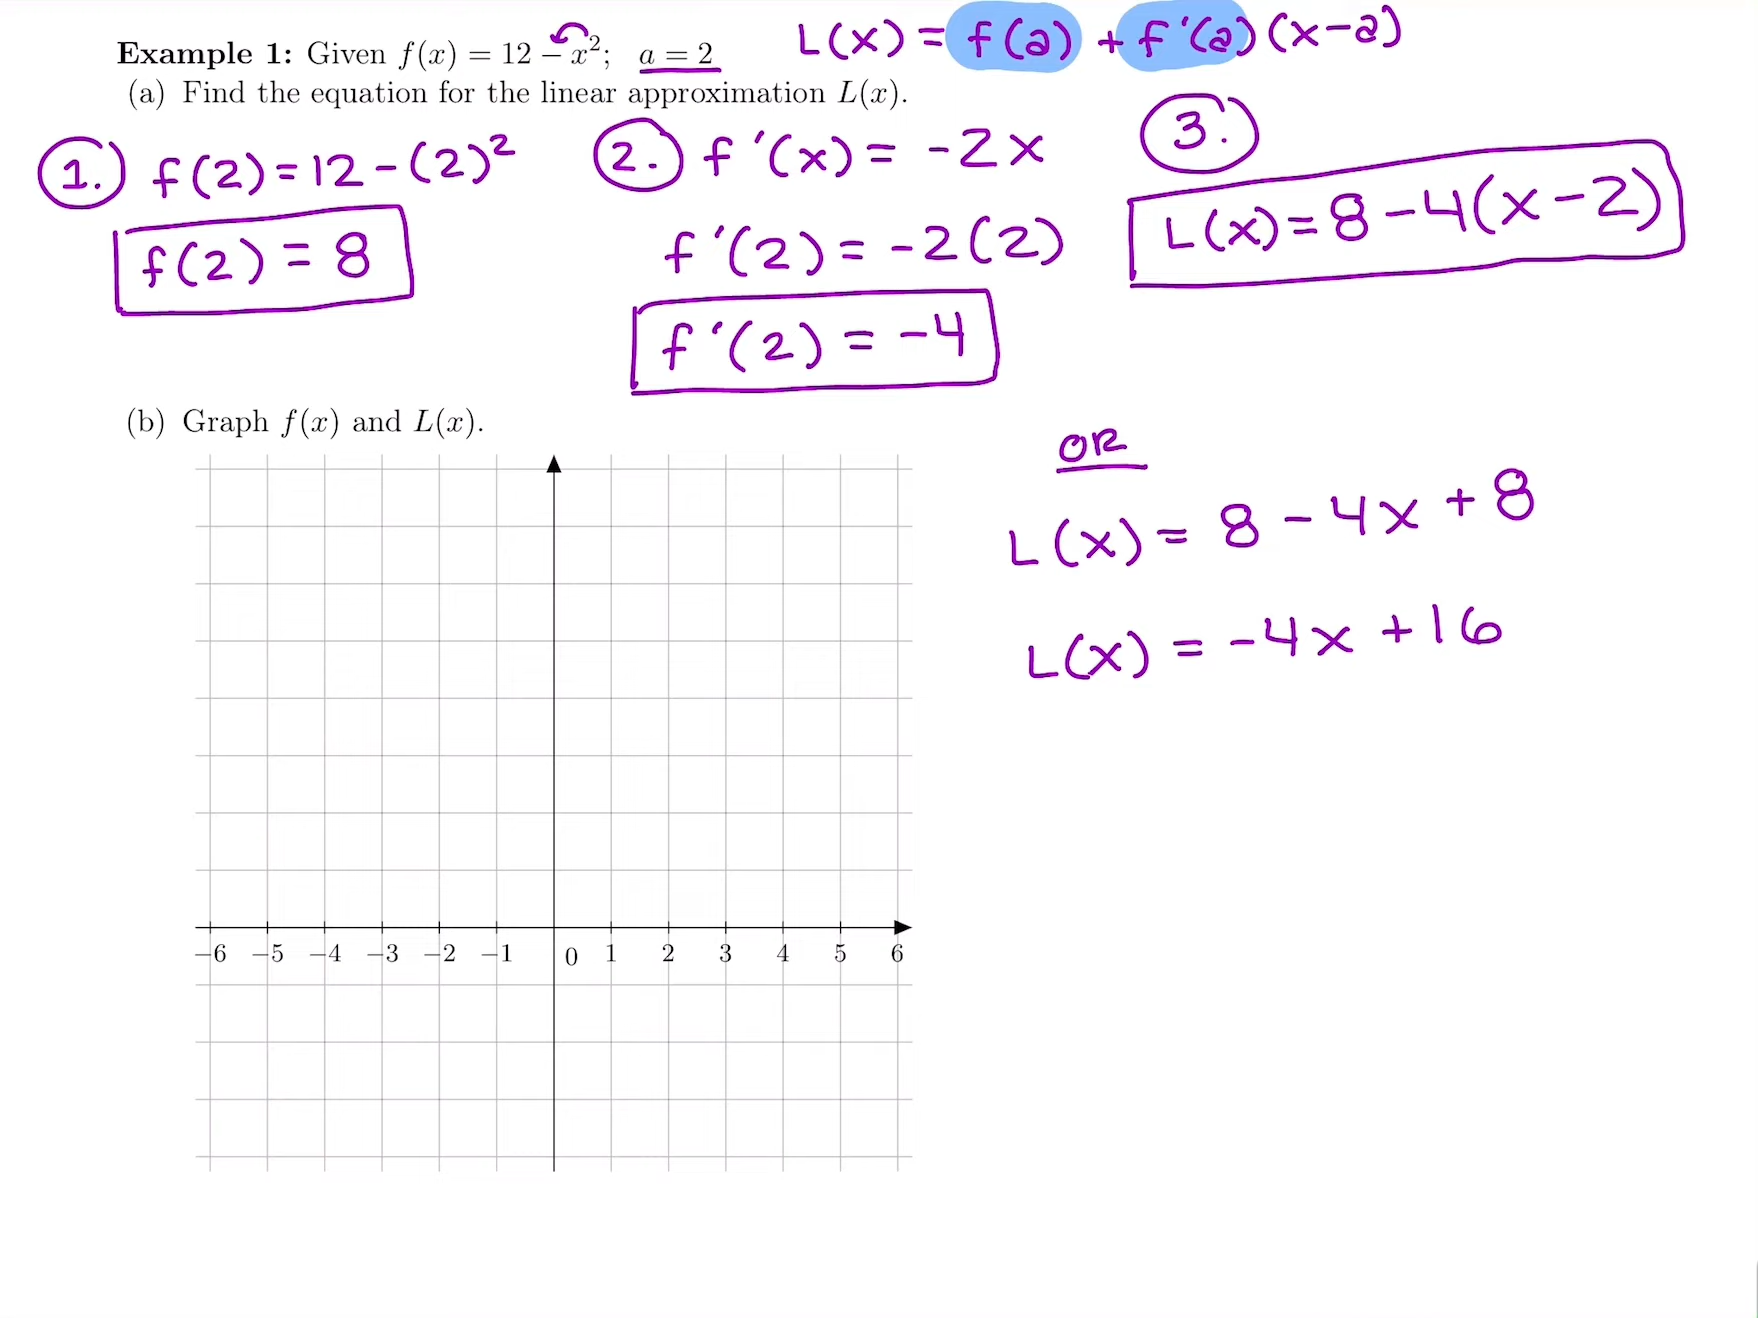 Example 1: Given f(x) = 12 − x²; a = 2
L(x) = f(a) + f'(a)(x-a)
(a) Find the equation for the linear approximation L(x).
1. f(2) = 12 - (2)²
f(2) = 8
2. f'(x) = -2x
f'(2) = -2(2)
f'(2) = -4
3.
L(x) = 8 - 4(x-2)
(b) Graph f(x) and L(x).
OR
L(x) = 8 - 4x + 8
L(x) = -4x + 16
−6 −5 −4 −3 −2 −1 0 1 2 3 4 5 6